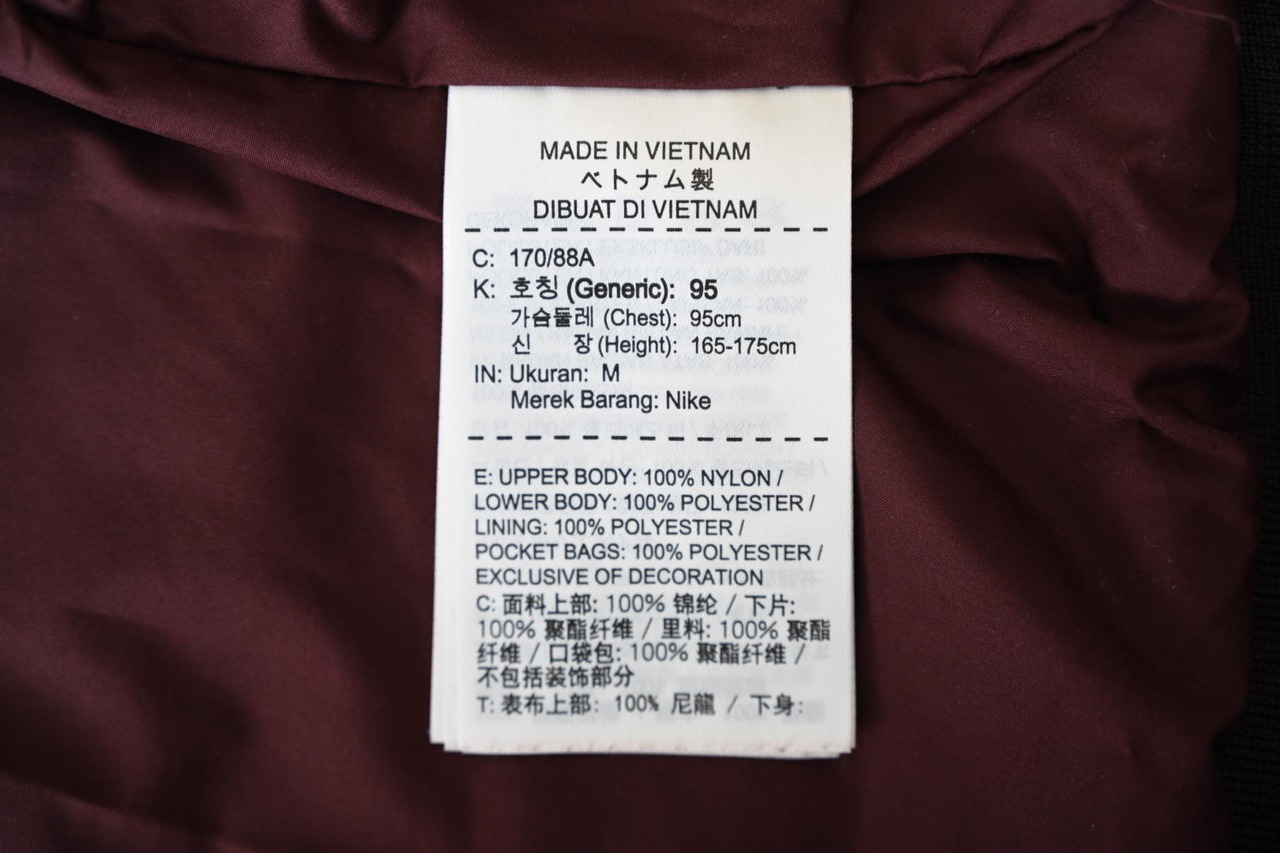 MADE IN VIETNAM
ベトナム製
DIBUAT DI VIETNAM
C: 170/88A
K: 호칭 (Generic): 95
가슴둘레 (Chest): 95cm
신 장 (Height): 165-175cm
IN: Ukuran: M
Merek Barang: Nike
E: UPPER BODY: 100% NYLON /
LOWER BODY: 100% POLYESTER /
LINING: 100% POLYESTER /
POCKET BAGS: 100% POLYESTER /
EXCLUSIVE OF DECORATION
C: 面料上部: 100% 锦纶 / 下片:
100% 聚酯纤维 / 里料: 100% 聚酯
纤维 / 口袋包: 100% 聚酯纤维 /
不包括装饰部分
T: 表布上部: 100% 尼龍 / 下身: